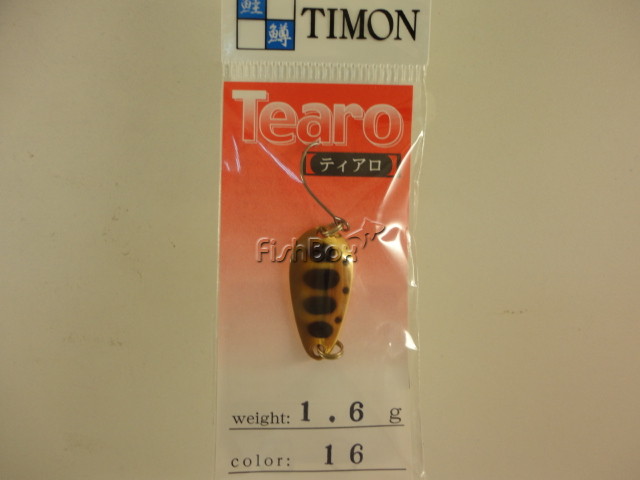 鮭
鱒
TIMON
Tearo
【ティアロ】
FishBox
weight: 1.6 g
color: 16